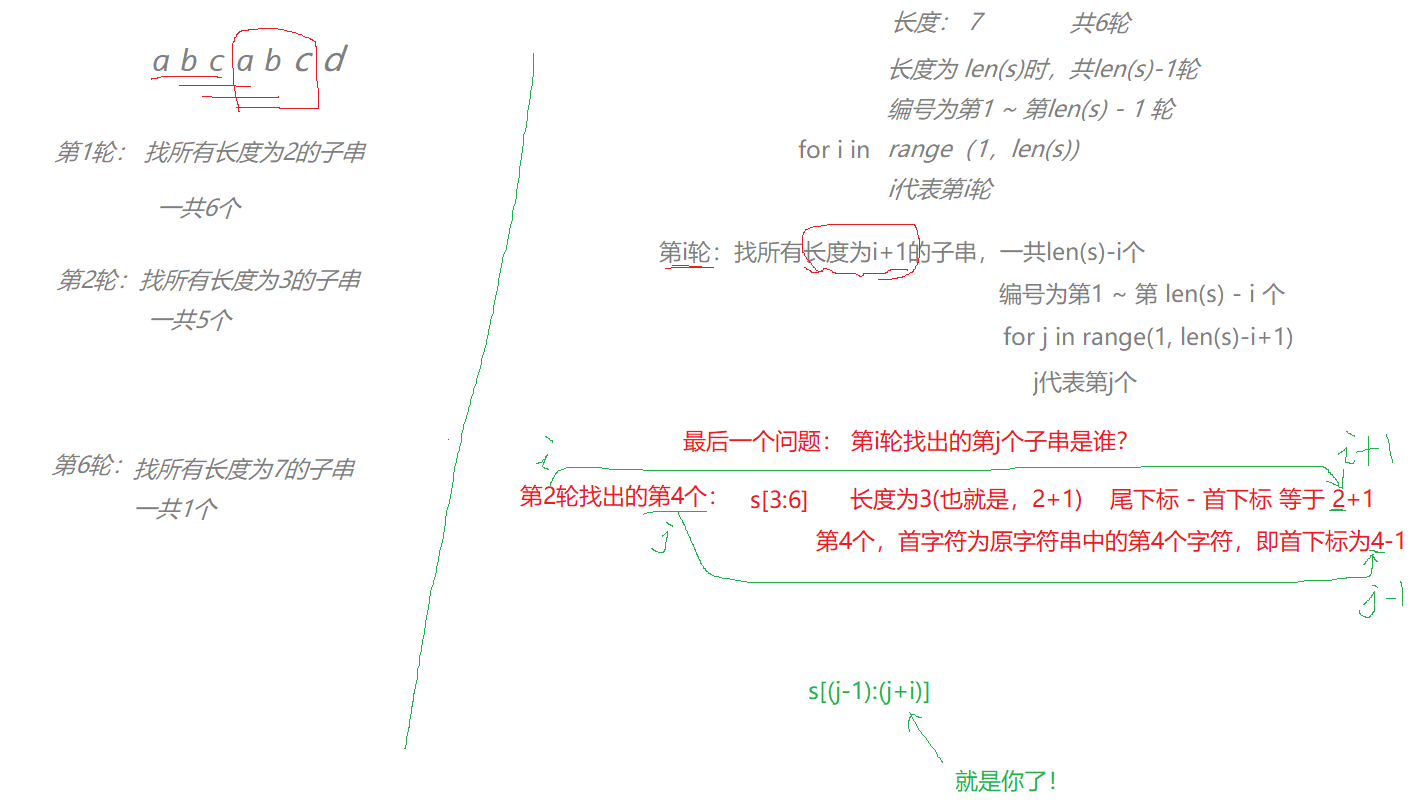 a b c a b c d
第1轮： 找所有长度为2的子串
一共6个
第2轮：找所有长度为3的子串
一共5个
第6轮：找所有长度为7的子串
一共1个
长度： 7 共6轮
长度为 len(s)时，共len(s)-1轮
编号为第1 ~ 第len(s) - 1 轮
for i in range（1，len(s))
i代表第i轮
第i轮：找所有长度为i+1的子串，一共len(s)-i个
编号为第1 ~ 第 len(s) - i 个
for j in range(1, len(s)-i+1)
j代表第j个
最后一个问题： 第i轮找出的第j个子串是谁？
i i+1
第2轮找出的第4个： s[3:6] 长度为3(也就是，2+1) 尾下标 - 首下标 等于 2+1
j 第4个，首字符为原字符串中的第4个字符，即首下标为4-1
j-1
s[(j-1):(j+i)]
就是你了！